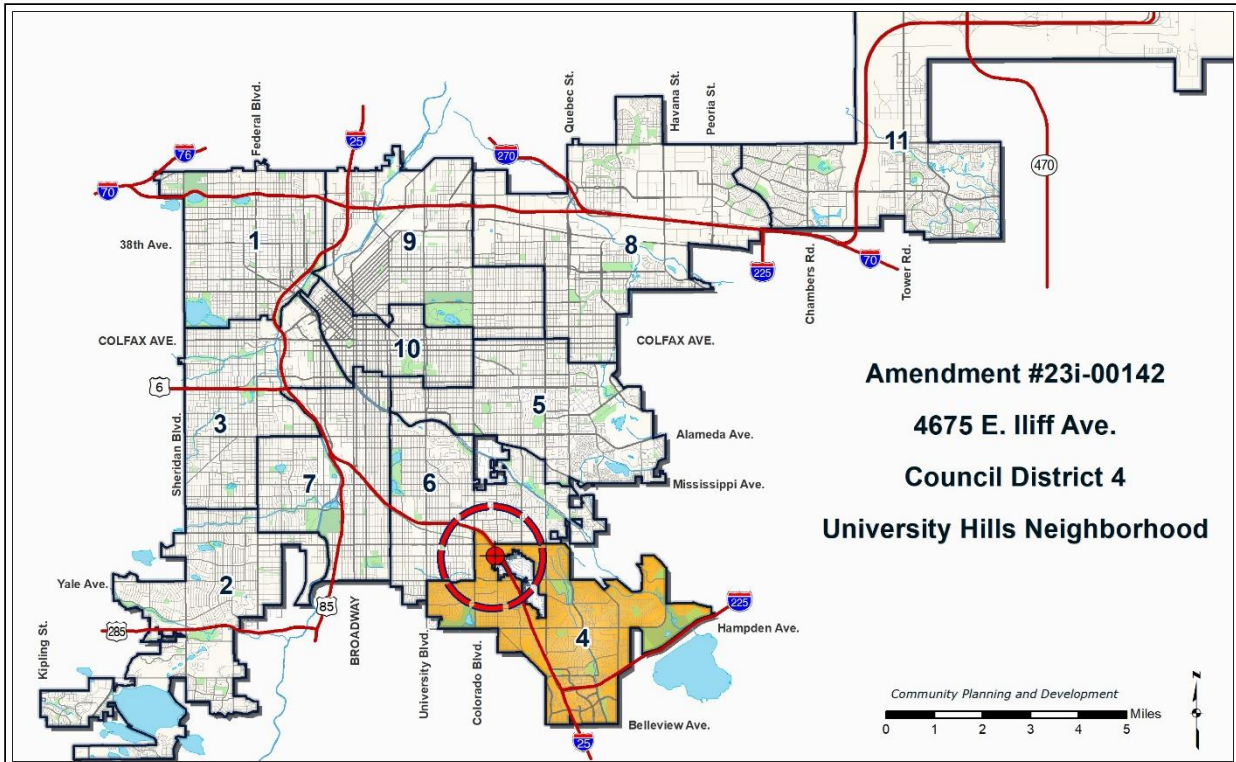 Federal Blvd.
Quebec St.
Havana St.
Peoria St.
76
25
270
11
70
470
38th Ave.
1
9
8
225
Chambers Rd.
70
Tower Rd.
COLFAX AVE.
10
COLFAX AVE.
6
3
5
Sheridan Blvd.
Alameda Ave.
7
6
Mississippi Ave.
Amendment #23i-00142
4675 E. Iliff Ave.
Council District 4
University Hills Neighborhood
Yale Ave.
2
85
BROADWAY
University Blvd.
Colorado Blvd.
4
225
Hampden Ave.
Kipling St.
285
Belleview Ave.
25
Community Planning and Development
Miles
0 1 2 3 4 5
N